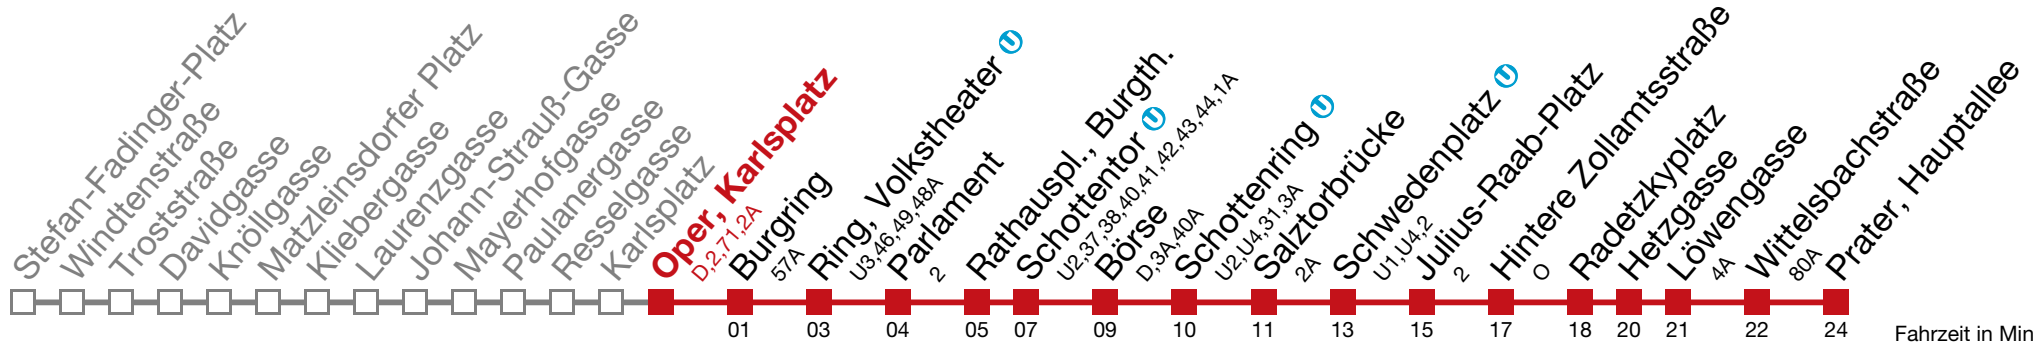 Stefan-Fadinger-Platz
Windtenstraße
Troststraße
Davidgasse
Knöllgasse
Matzleinsdorfer Platz
Kliebergasse
Laurenzgasse
Johann-Strauß-Gasse
Mayerhofgasse
Paulanergasse
Resselgasse
Karlsplatz
Oper, Karlsplatz
D,2,71,2A
Burgring
57A
Ring, Volkstheater U
U3,46,49,48A
Parlament
2
Rathauspl., Burgth.
Schottentor U
U2,37,38,40,41,42,43,44,1A
Börse
D,3A,40A
Schottenring U
U2,U4,31,3A
Salztorbrücke
2A
Schwedenplatz U
U1,U4,2
Julius-Raab-Platz
2
Hintere Zollamtsstraße
O
Radetzkyplatz
Hetzgasse
Löwengasse
4A
Wittelsbachstraße
80A
Prater, Hauptallee
01 03 04 05 07 09 10 11 13 15 17 18 20 21 22 24 Fahrzeit in Min